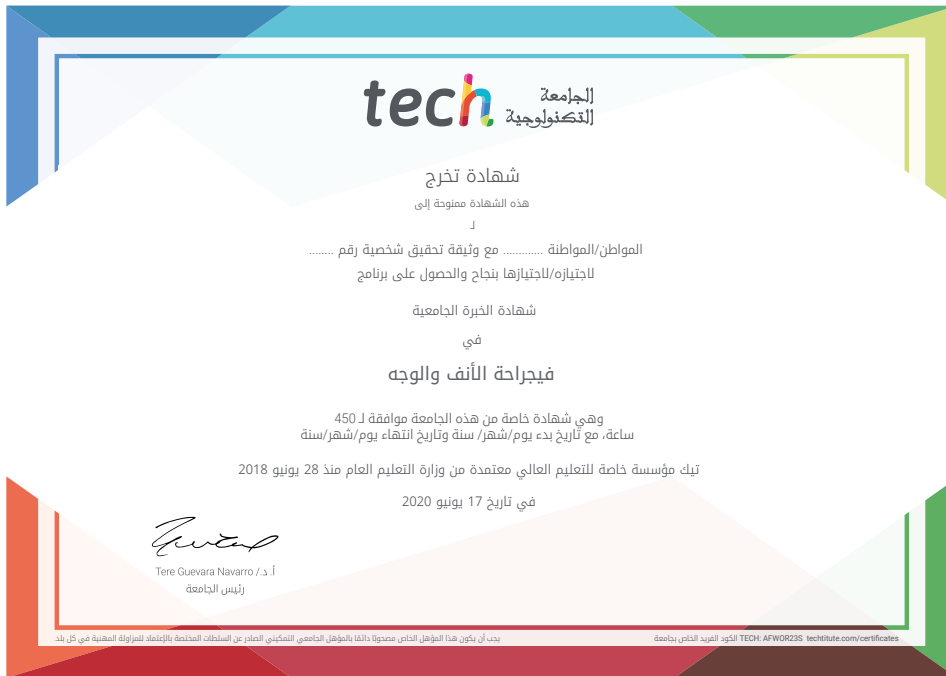 tech الجامعة
التكنولوجية
شهادة تخرج
هذه الشهادة ممنوحة إلى
لـ
المواطن/المواطنة ............. مع وثيقة تحقيق شخصية رقم ........
لاجتيازه/لاجتيازها بنجاح والحصول على برنامج
شهادة الخبرة الجامعية
في
فيجراحة الأنف والوجه
وهي شهادة خاصة من هذه الجامعة موافقة لـ 450
ساعة، مع تاريخ بدء يوم/شهر/ سنة وتاريخ انتهاء يوم/شهر/سنة
تيك مؤسسة خاصة للتعليم العالي معتمدة من وزارة التعليم العام منذ 28 يونيو 2018
في تاريخ 17 يونيو 2020
أ. د./ Tere Guevara Navarro
رئيس الجامعة
يجب أن يكون هذا المؤهل الخاص مصحوبًا دائمًا بالمؤهل الجامعي التمكيني الصادر عن السلطات المختصة بالإعتماد للمزاولة المهنية في كل بلد.
الكود الفريد الخاص بجامعة TECH: AFWOR23S techtitute.com/certificates